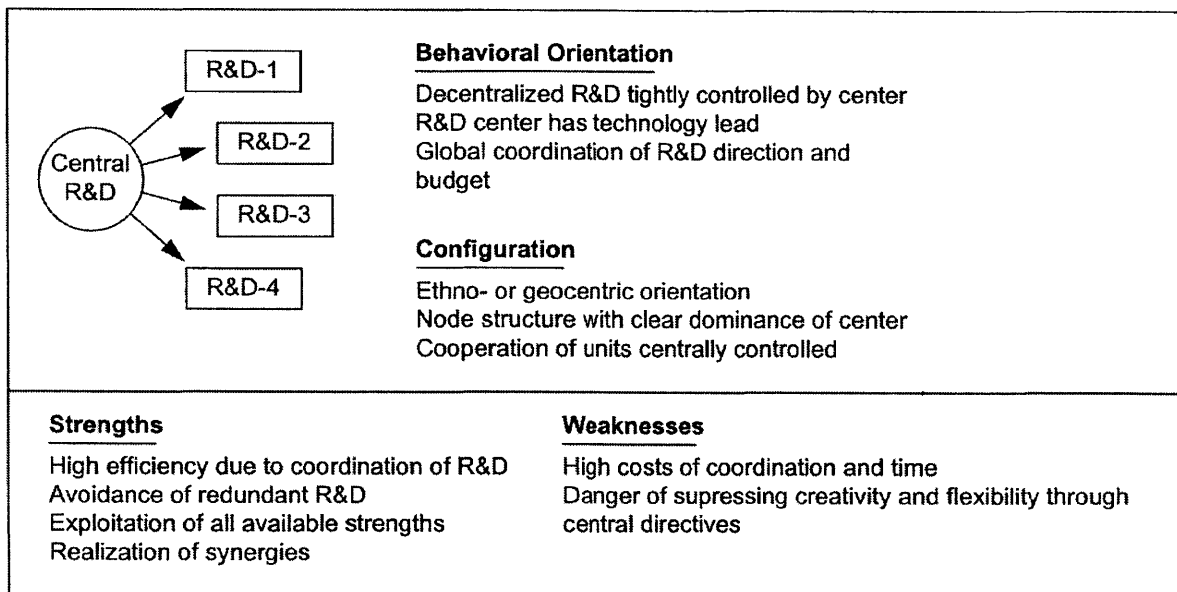 R&D-1
R&D-2
Central
R&D
R&D-3
R&D-4
Behavioral Orientation
Decentralized R&D tightly controlled by center
R&D center has technology lead
Global coordination of R&D direction and
budget
Configuration
Ethno- or geocentric orientation
Node structure with clear dominance of center
Cooperation of units centrally controlled
Strengths
High efficiency due to coordination of R&D
Avoidance of redundant R&D
Exploitation of all available strengths
Realization of synergies
Weaknesses
High costs of coordination and time
Danger of supressing creativity and flexibility through
central directives